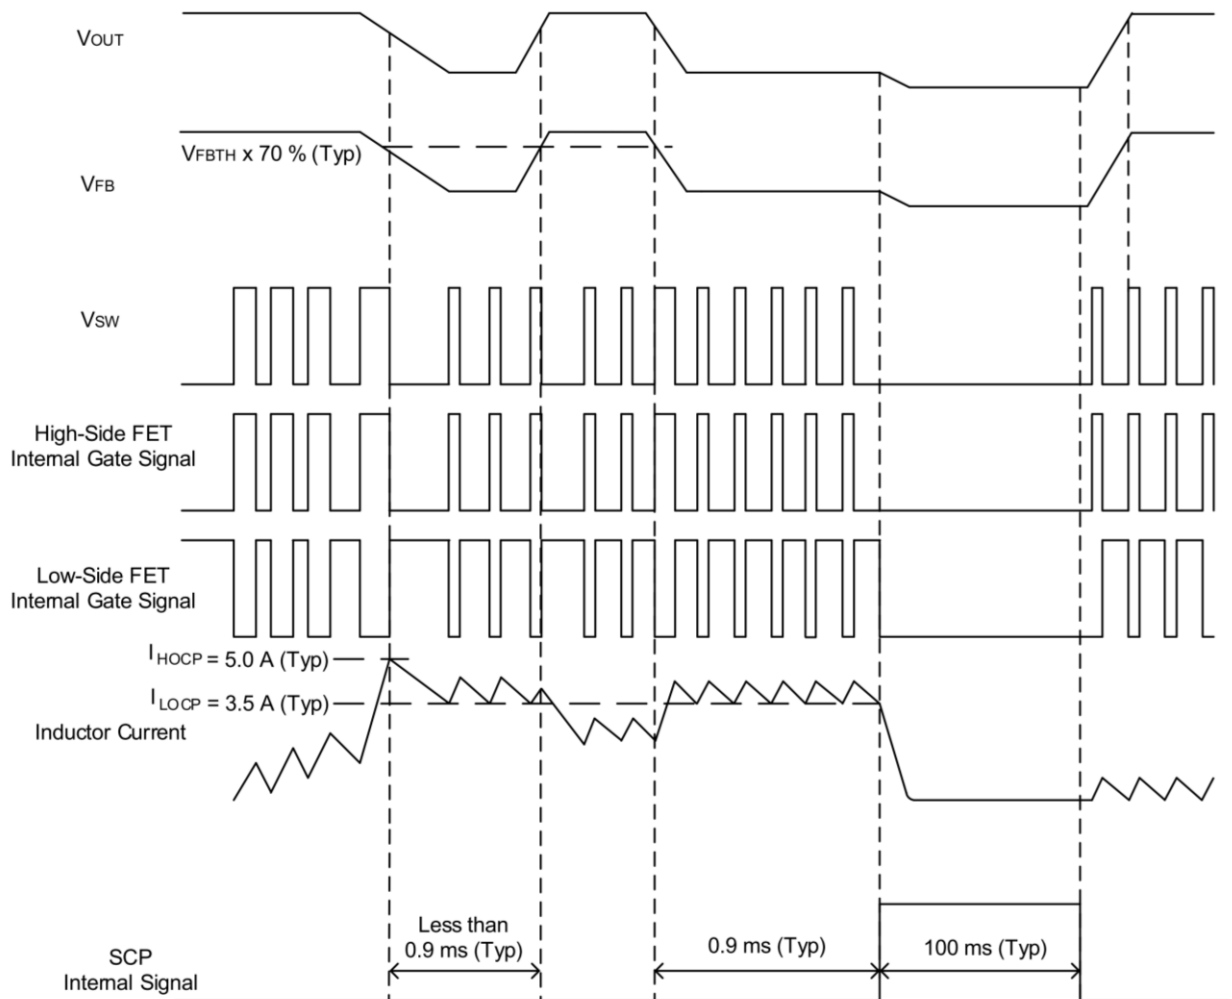 VOUT
VFBTH x 70 % (Typ)
VFB
VSW
High-Side FET
Internal Gate Signal
Low-Side FET
Internal Gate Signal
I HOCP = 5.0 A (Typ)
I LOCP = 3.5 A (Typ)
Inductor Current
Less than
0.9 ms (Typ)
0.9 ms (Typ)
100 ms (Typ)
SCP
Internal Signal